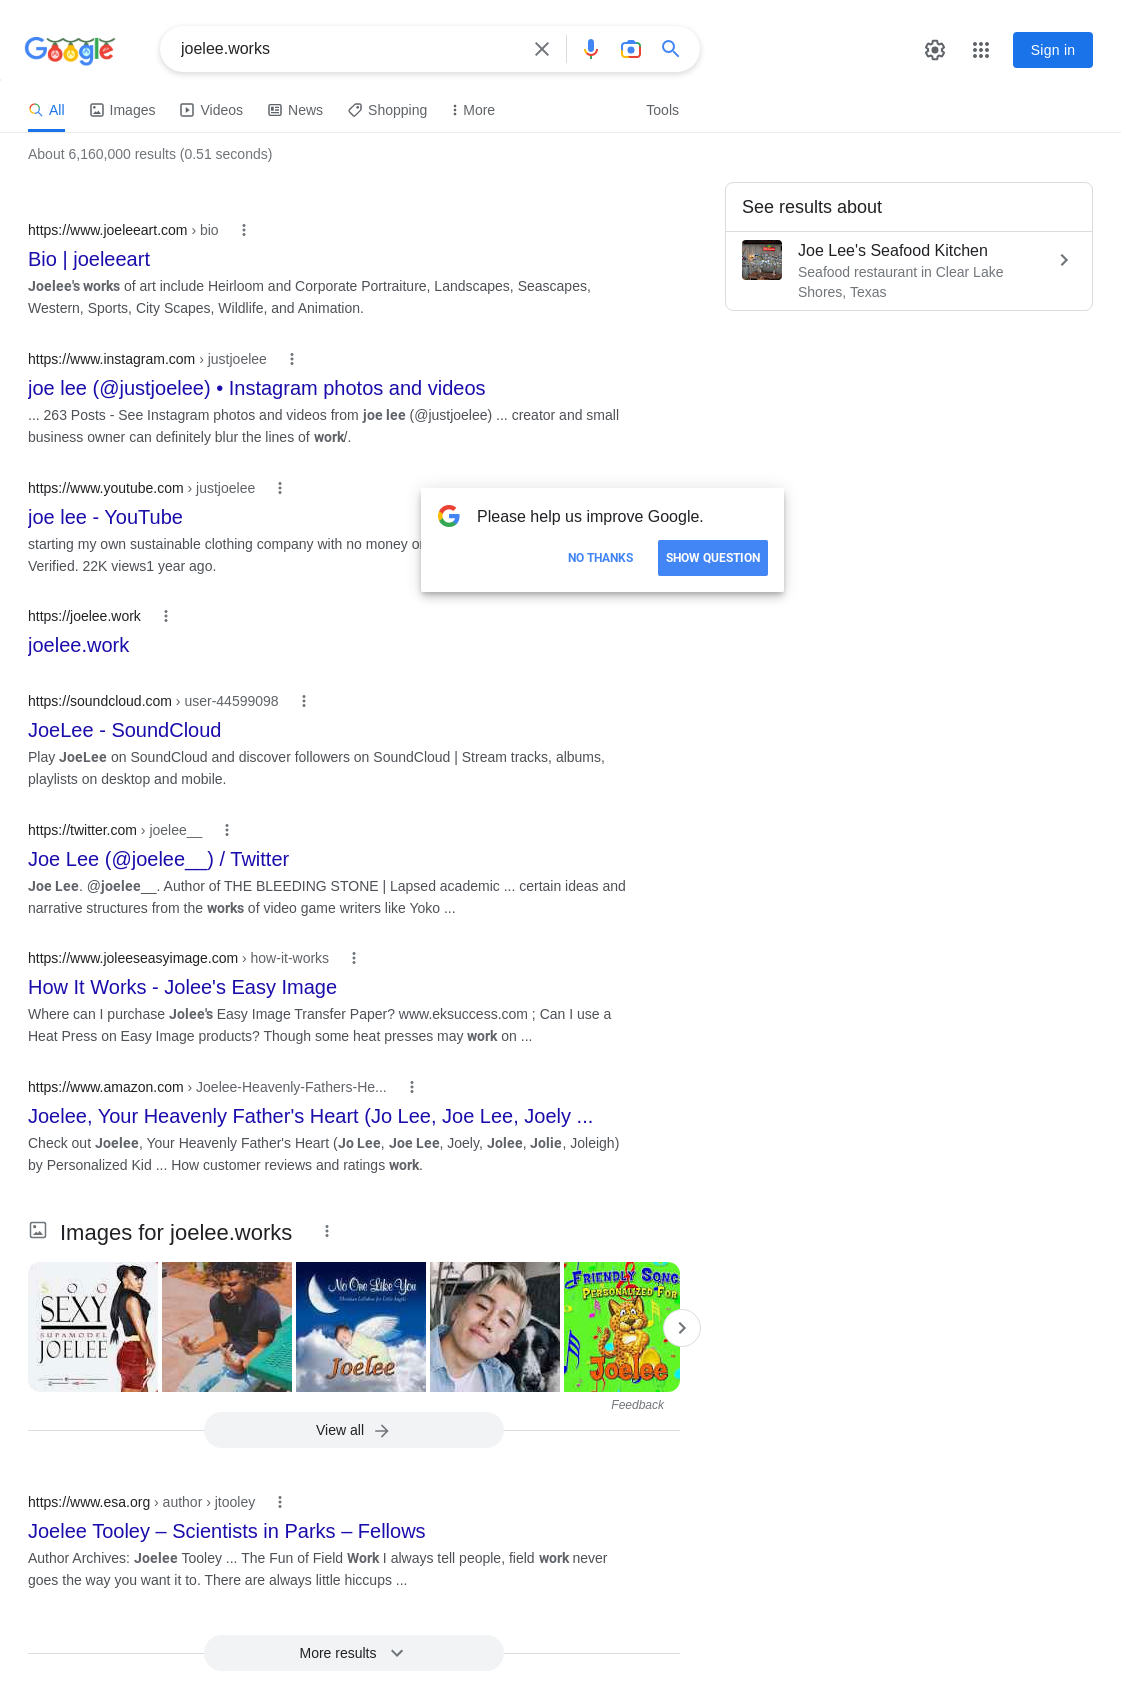 Google
joelee.works
Sign in
All
Images
Videos
News
Shopping
More
Tools
About 6,160,000 results (0.51 seconds)
See results about
Joe Lee's Seafood Kitchen
Seafood restaurant in Clear Lake
Shores, Texas
https://www.joeleeart.com › bio
Bio | joeleeart
Joelee's works of art include Heirloom and Corporate Portraiture, Landscapes, Seascapes,
Western, Sports, City Scapes, Wildlife, and Animation.
https://www.instagram.com › justjoelee
joe lee (@justjoelee) • Instagram photos and videos
... 263 Posts - See Instagram photos and videos from joe lee (@justjoelee) ... creator and small
business owner can definitely blur the lines of work/.
https://www.youtube.com › justjoelee
joe lee - YouTube
starting my own sustainable clothing company with no money
Verified. 22K views1 year ago.
Please help us improve Google.
NO THANKS
SHOW QUESTION
https://joelee.work
joelee.work
https://soundcloud.com › user-44599098
JoeLee - SoundCloud
Play JoeLee on SoundCloud and discover followers on SoundCloud | Stream tracks, albums,
playlists on desktop and mobile.
https://twitter.com › joelee__
Joe Lee (@joelee__) / Twitter
Joe Lee. @joelee__. Author of THE BLEEDING STONE | Lapsed academic ... certain ideas and
narrative structures from the works of video game writers like Yoko ...
https://www.joleeseasyimage.com › how-it-works
How It Works - Jolee's Easy Image
Where can I purchase Jolee's Easy Image Transfer Paper? www.eksuccess.com ; Can I use a
Heat Press on Easy Image products? Though some heat presses may work on ...
https://www.amazon.com › Joelee-Heavenly-Fathers-He...
Joelee, Your Heavenly Father's Heart (Jo Lee, Joe Lee, Joely ...
Check out Joelee, Your Heavenly Father's Heart (Jo Lee, Joe Lee, Joely, Jolee, Jolie, Joleigh)
by Personalized Kid ... How customer reviews and ratings work.
Images for joelee.works
SOO
SEXY
SUPAMODEL
JOELEE
No One Like You
Christian Lullabies for Little Angels
Joelee
FRIENDLY SONG
PERSONALIZED FOR
Joelee
Feedback
View all
https://www.esa.org › author › jtooley
Joelee Tooley – Scientists in Parks – Fellows
Author Archives: Joelee Tooley ... The Fun of Field Work I always tell people, field work never
goes the way you want it to. There are always little hiccups ...
More results